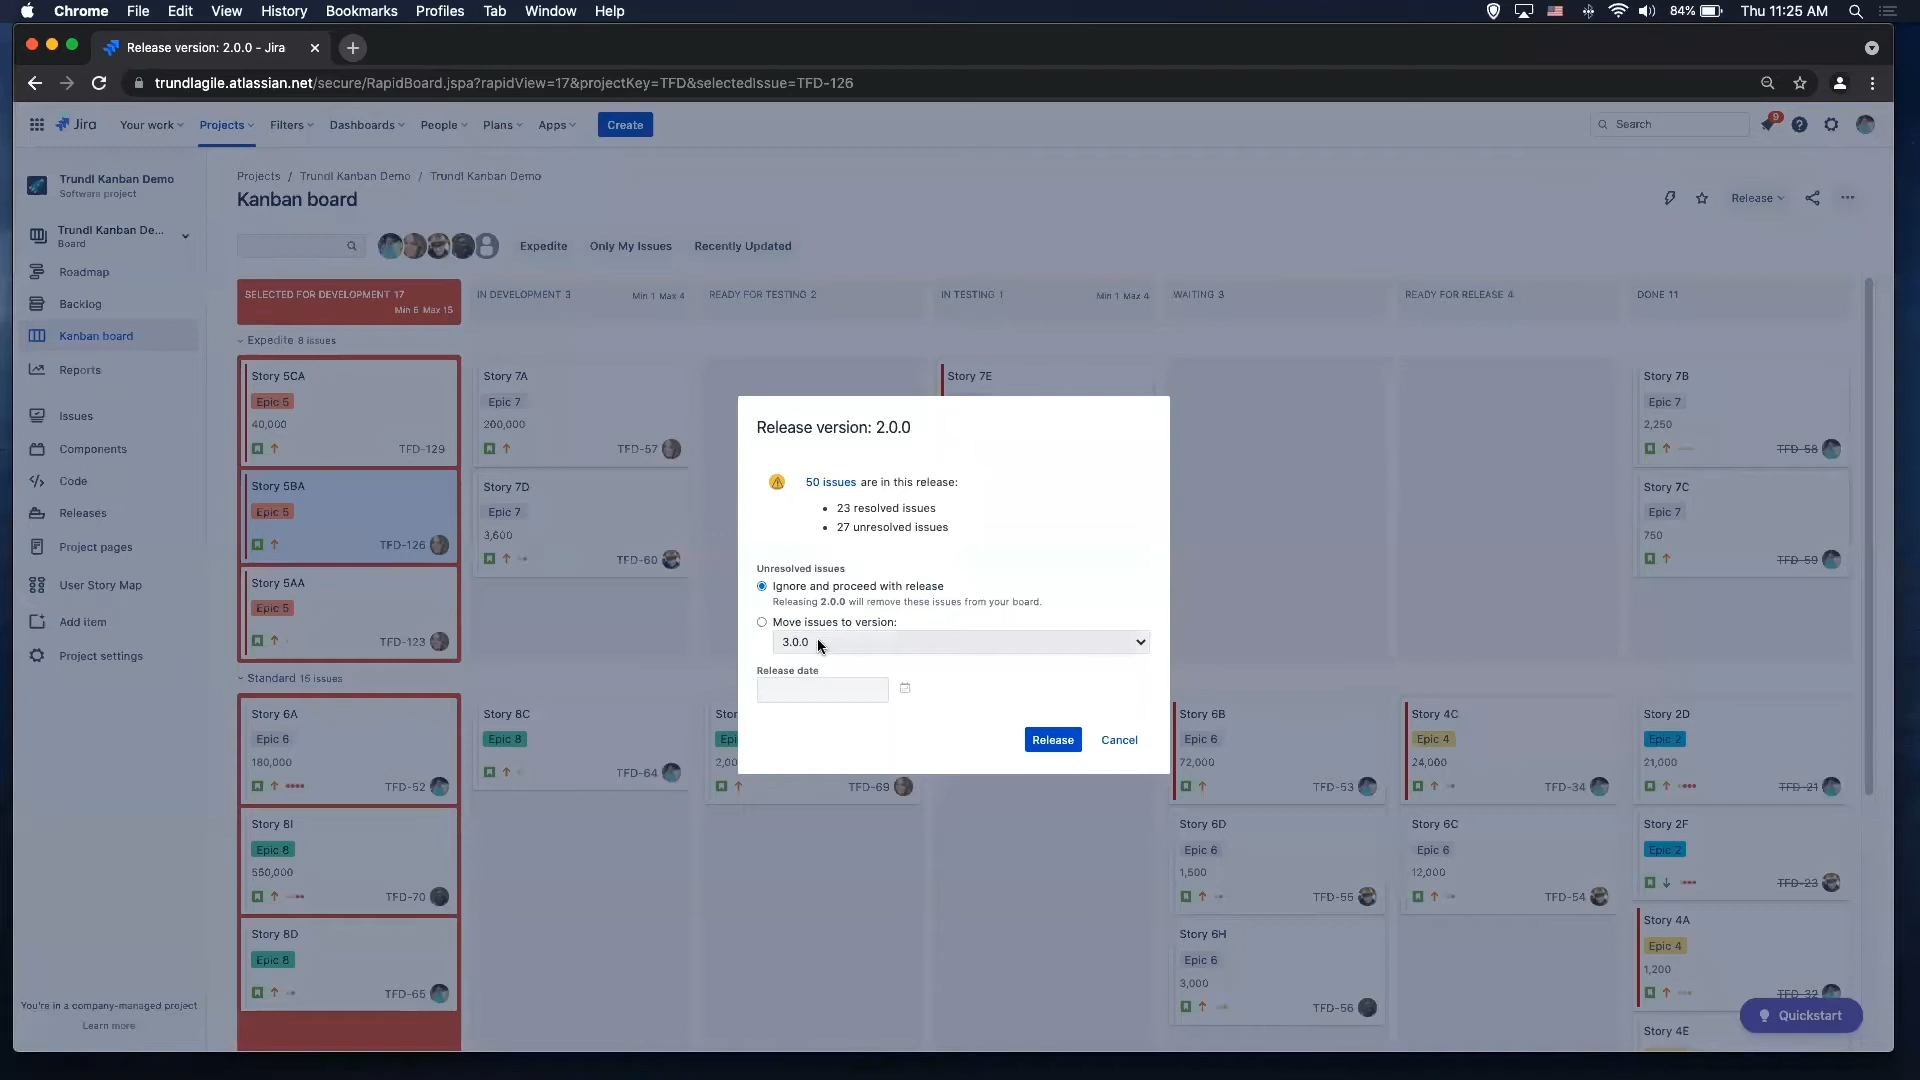 Chrome File Edit View History Bookmarks Profiles Tab Window Help
84% Thu 11:25 AM
Release version: 2.0.0 - Jira
trundlagile.atlassian.net/secure/RapidBoard.jspa?rapidView=17&projectKey=TFD&selectedIssue=TFD-126
Jira Your work Projects Filters Dashboards People Plans Apps Create Search 9
Trundl Kanban Demo
Software project
Trundl Kanban De...
Board
Roadmap
Backlog
Kanban board
Reports
Issues
Components
Code
Releases
Project pages
User Story Map
Add item
Project settings
You're in a company-managed project
Learn more
Projects / Trundl Kanban Demo / Trundl Kanban Demo
Kanban board
Release
Expedite Only My Issues Recently Updated
SELECTED FOR DEVELOPMENT 17
Min 6 Max 15
IN DEVELOPMENT 3 Min 1 Max 4
READY FOR TESTING 2
IN TESTING 1 Min 1 Max 4
WAITING 3
READY FOR RELEASE 4
DONE 11
Expedite 8 issues
Story 5CA
Epic 5
40,000
TFD-129
Story 5BA
Epic 5
TFD-126
Story 5AA
Epic 5
TFD-123
Story 7A
Epic 7
200,000
TFD-57
Story 7D
Epic 7
3,600
TFD-60
Story 7E
Story 7B
Epic 7
2,250
TFD-58
Story 7C
Epic 7
750
TFD-59
Release version: 2.0.0
50 issues are in this release:
• 23 resolved issues
• 27 unresolved issues
Unresolved issues
Ignore and proceed with release
Releasing 2.0.0 will remove these issues from your board.
Move issues to version:
3.0.0
Release date
Release Cancel
Standard 16 issues
Story 6A
Epic 6
180,000
TFD-52
Story 8I
Epic 8
550,000
TFD-70
Story 8D
Epic 8
TFD-65
Story 8C
Epic 8
TFD-64
TFD-69
Story 6B
Epic 6
72,000
TFD-53
Story 6D
Epic 6
1,500
TFD-55
Story 6H
Epic 6
3,000
TFD-56
Story 4C
Epic 4
24,000
TFD-34
Story 6C
Epic 6
12,000
TFD-54
Story 2D
Epic 2
21,000
TFD-21
Story 2F
Epic 2
TFD-23
Story 4A
Epic 4
1,200
TFD-32
Story 4E
Quickstart